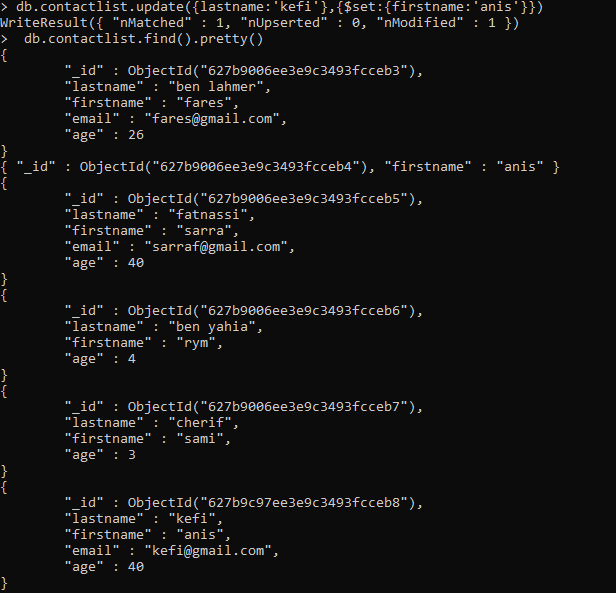 > db.contactlist.update({lastname:'kefi'},{$set:{firstname:'anis'}})
WriteResult({ "nMatched" : 1, "nUpserted" : 0, "nModified" : 1 })
>  db.contactlist.find().pretty()
{
        "_id" : ObjectId("627b9006ee3e9c3493fcceb3"),
        "lastname" : "ben lahmer",
        "firstname" : "fares",
        "email" : "fares@gmail.com",
        "age" : 26
}
{ "_id" : ObjectId("627b9006ee3e9c3493fcceb4"), "firstname" : "anis" }
{
        "_id" : ObjectId("627b9006ee3e9c3493fcceb5"),
        "lastname" : "fatnassi",
        "firstname" : "sarra",
        "email" : "sarraf@gmail.com",
        "age" : 40
}
{
        "_id" : ObjectId("627b9006ee3e9c3493fcceb6"),
        "lastname" : "ben yahia",
        "firstname" : "rym",
        "age" : 4
}
{
        "_id" : ObjectId("627b9006ee3e9c3493fcceb7"),
        "lastname" : "cherif",
        "firstname" : "sami",
        "age" : 3
}
{
        "_id" : ObjectId("627b9c97ee3e9c3493fcceb8"),
        "lastname" : "kefi",
        "firstname" : "anis",
        "email" : "kefi@gmail.com",
        "age" : 40
}